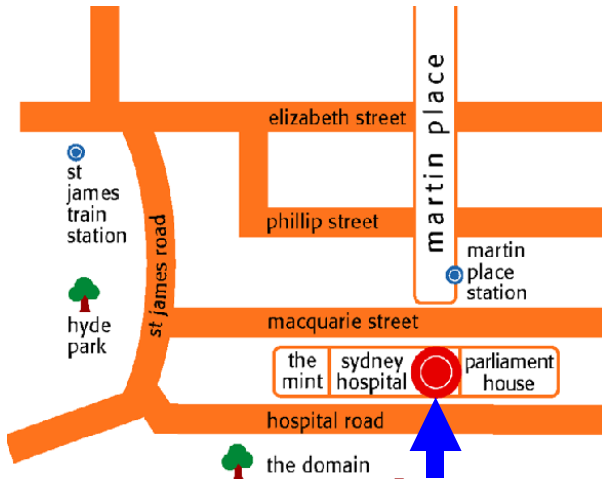 elizabeth street
martin place
st
james
train
station
st james road
phillip street
martin
place
station
hyde
park
macquarie street
the
mint
sydney
hospital
parliament
house
hospital road
the domain